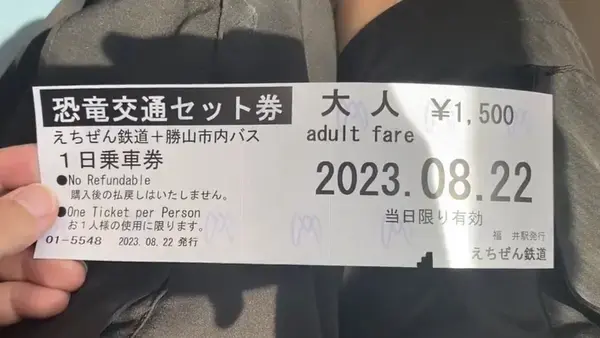 恐竜交通セット券
大人 ¥1,500
えちぜん鉄道+勝山市内バス
adult fare
1日乗車券
●No Refundable
購入後の払戻しはいたしません。
2023.08.22
●One Ticket per Person
お1人様の使用に限ります。
当日限り有効
01-5548 2023.08.22 発行
福井駅発行
えちぜん鉄道